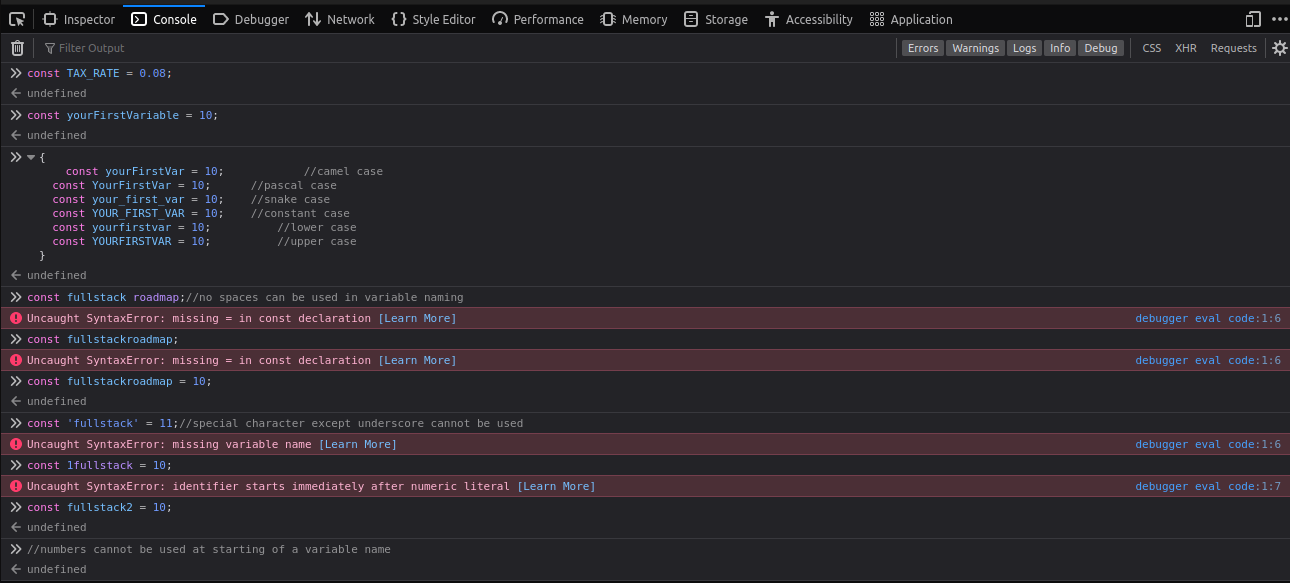 Inspector Console Debugger Network Style Editor Performance Memory Storage Accessibility Application
Filter Output Errors Warnings Logs Info Debug CSS XHR Requests
const TAX_RATE = 0.08;
undefined
const yourFirstVariable = 10;
undefined
{
const yourFirstVar = 10; //camel case
const YourFirstVar = 10; //pascal case
const your_first_var = 10; //snake case
const YOUR_FIRST_VAR = 10; //constant case
const yourfirstvar = 10; //lower case
const YOURFIRSTVAR = 10; //upper case
}
undefined
const fullstack roadmap;//no spaces can be used in variable naming
Uncaught SyntaxError: missing = in const declaration [Learn More] debugger eval code:1:6
const fullstackroadmap;
Uncaught SyntaxError: missing = in const declaration [Learn More] debugger eval code:1:6
const fullstackroadmap = 10;
undefined
const 'fullstack' = 11;//special character except underscore cannot be used
Uncaught SyntaxError: missing variable name [Learn More] debugger eval code:1:6
const 1fullstack = 10;
Uncaught SyntaxError: identifier starts immediately after numeric literal [Learn More] debugger eval code:1:7
const fullstack2 = 10;
undefined
//numbers cannot be used at starting of a variable name
undefined